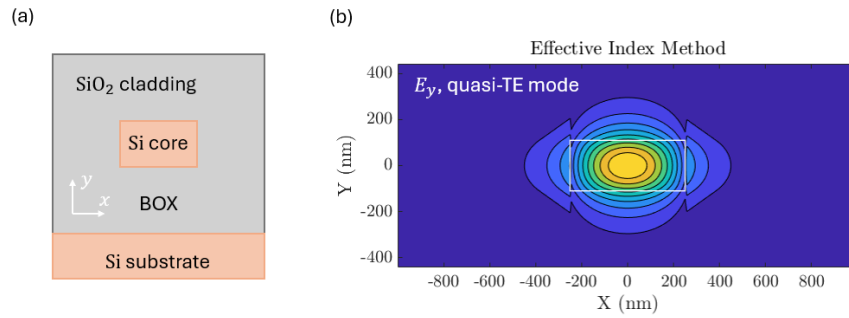 (a)
SiO₂ cladding
Si core
y
x
BOX
Si substrate
(b)
Effective Index Method
E_y, quasi-TE mode
Y (nm)
400
200
0
-200
-400
-800 -600 -400 -200 0 200 400 600 800
X (nm)